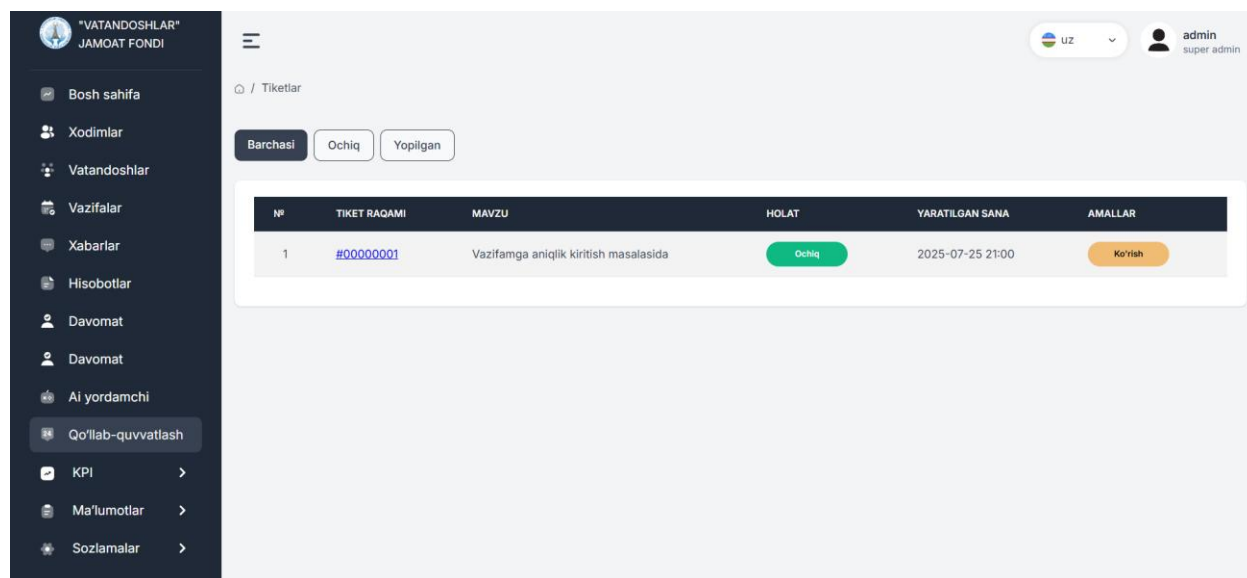 "VATANDOSHLAR"
JAMOAT FONDI
uz
admin
super admin
/ Tiketlar
Bosh sahifa
Xodimlar
Vatandoshlar
Vazifalar
Xabarlar
Hisobotlar
Davomat
Davomat
Ai yordamchi
Qo'llab-quvvatlash
KPI
Ma'lumotlar
Sozlamalar
Barchasi Ochiq Yopilgan
№ TIKET RAQAMI MAVZU HOLAT YARATILGAN SANA AMALLAR
1 #00000001 Vazifamga aniqlik kiritish masalasida Ochiq 2025-07-25 21:00 Ko'rish